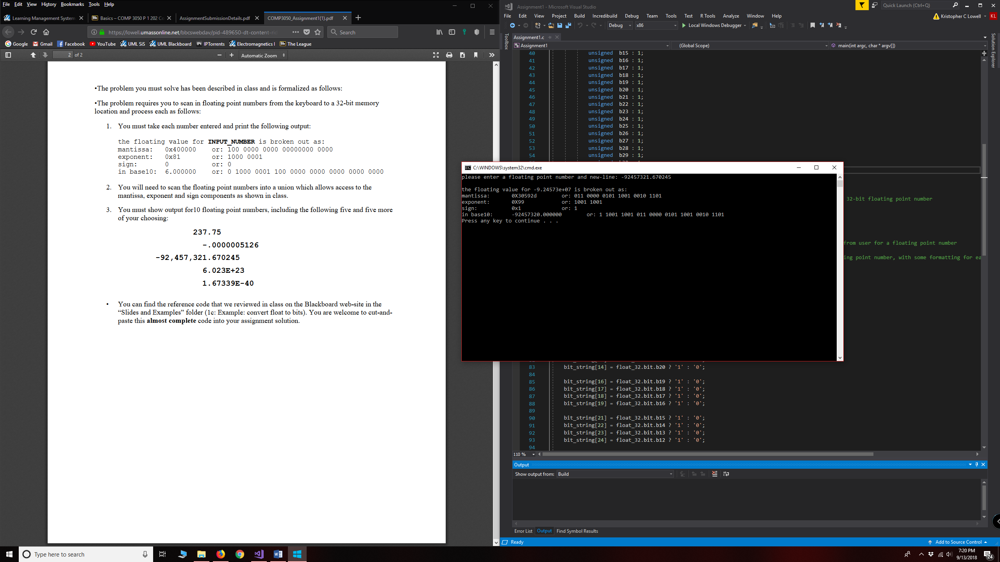 File Edit View History Bookmarks Tools Help
Learning Management System
Basics – COMP 3050 P 1 202 Co
AssignmentSubmissionDetails.pdf
COMP3050_Assignment1(1).pdf
https://lowell.umassonline.net/bbcswebdav/pid-489650-dt-content-rid
Search
Google Gmail Facebook YouTube UML SiS UML Blackboard IPTorrents Electromagnetics I The League
2 of 2
Automatic Zoom
•The problem you must solve has been described in class and is formalized as follows:
•The problem requires you to scan in floating point numbers from the keyboard to a 32-bit memory
location and process each as follows:
1. You must take each number entered and print the following output:
the floating value for INPUT_NUMBER is broken out as:
mantissa: 0x400000 or: 100 0000 0000 00000000 0000
exponent: 0x81 or: 1000 0001
sign: 0 or: 0
in base10: 6.000000 or: 0 1000 0001 100 0000 0000 0000 0000 0000
2. You will need to scan the floating point numbers into a union which allows access to the
mantissa, exponent and sign components as shown in class.
3. You must show output for10 floating point numbers, including the following five and five more
of your choosing:
237.75
-.0000005126
-92,457,321.670245
6.023E+23
1.67339E-40
• You can find the reference code that we reviewed in class on the Blackboard web-site in the
“Slides and Examples” folder (1c: Example: convert float to bits). You are welcome to cut-and-
paste this almost complete code into your assignment solution.
Assignment1 - Microsoft Visual Studio
Quick Launch (Ctrl+Q)
File Edit View Project Build Incredibuild Debug Team Tools Test R Tools Analyze Window Help
Kristopher C Lowell KL
Debug x86 Local Windows Debugger
Toolbox
Solution Explorer
Assignment1.c
Assignment1 (Global Scope) main(int argc, char * argv[])
40 unsigned b15 : 1;
41 unsigned b16 : 1;
42 unsigned b17 : 1;
43 unsigned b18 : 1;
44 unsigned b19 : 1;
45 unsigned b20 : 1;
46 unsigned b21 : 1;
47 unsigned b22 : 1;
48 unsigned b23 : 1;
49 unsigned b24 : 1;
50 unsigned b25 : 1;
51 unsigned b26 : 1;
52 unsigned b27 : 1;
53 unsigned b28 : 1;
54 unsigned b29 : 1;
C:\WINDOWS\system32\cmd.exe
please enter a floating point number and new-line: -92457321.670245
the floating value for -9.24573e+07 is broken out as:
mantissa: 0X30592d or: 011 0000 0101 1001 0010 1101
exponent: 0X99 or: 1001 1001
sign: 0x1 or: 1
in base10: -92457320.000000 or: 1 1001 1001 011 0000 0101 1001 0010 1101
Press any key to continue . . .
32-bit floating point number
from user for a floating point number
ing point number, with some formatting for ea
83 bit_string[14] = float_32.bit.b20 ? '1' : '0';
84
85 bit_string[16] = float_32.bit.b19 ? '1' : '0';
86 bit_string[17] = float_32.bit.b18 ? '1' : '0';
87 bit_string[18] = float_32.bit.b17 ? '1' : '0';
88 bit_string[19] = float_32.bit.b16 ? '1' : '0';
89
90 bit_string[21] = float_32.bit.b15 ? '1' : '0';
91 bit_string[22] = float_32.bit.b14 ? '1' : '0';
92 bit_string[23] = float_32.bit.b13 ? '1' : '0';
93 bit_string[24] = float_32.bit.b12 ? '1' : '0';
94
110 %
Output
Show output from: Build
Error List Output Find Symbol Results
Ready
Add to Source Control
Type here to search
7:20 PM
9/13/2018
24